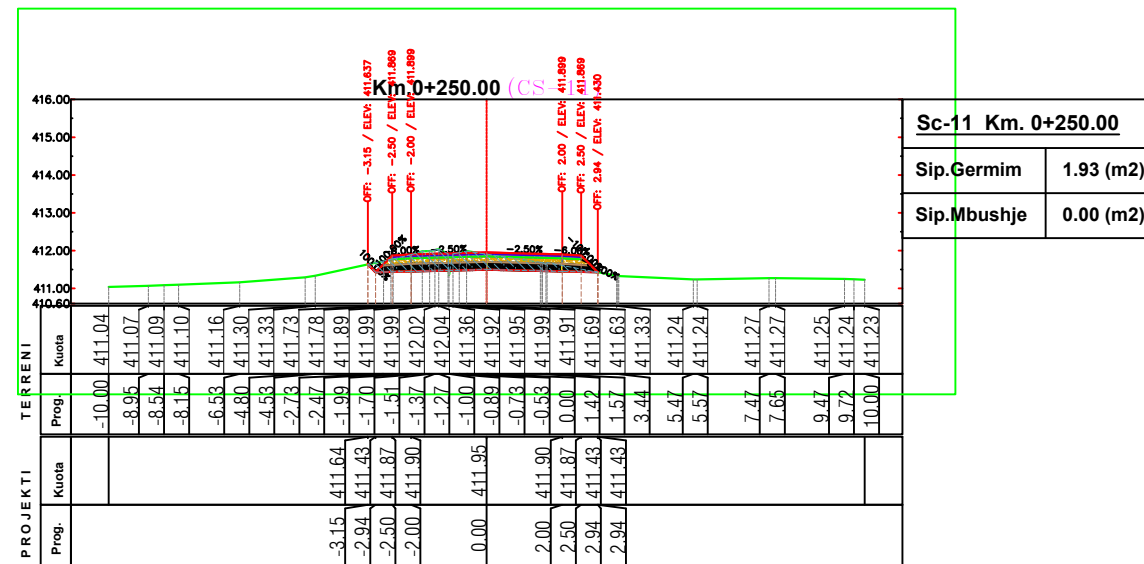 Km.0+250.00 (CS-1
OFF: -3.15 / ELEV: 411.637
OFF: -2.50 / ELEV: 411.869
OFF: -2.00 / ELEV: 411.899
OFF: 2.00 / ELEV: 411.899
OFF: 2.50 / ELEV: 411.869
OFF: 2.94 / ELEV: 411.430
416.00
415.00
414.00
413.00
412.00
411.00
410.60
-2.50% -2.50%
Sc-11 Km. 0+250.00
Sip.Germim 1.93 (m2)
Sip.Mbushje 0.00 (m2)
TERRENI
Kuota 411.04 411.07 411.09 411.10 411.16 411.30 411.33 411.73 411.78 411.89 411.99 411.99 412.02 412.04 411.36 411.92 411.95 411.99 411.91 411.69 411.63 411.33 411.24 411.24 411.27 411.27 411.25 411.24 411.23
Prog. -10.00 -8.95 -8.54 -8.15 -6.53 -4.80 -4.53 -2.73 -2.47 -1.99 -1.70 -1.51 -1.37 -1.27 -1.00 -0.89 -0.73 -0.53 0.00 1.42 1.57 3.44 5.47 5.57 7.47 7.65 9.47 9.72 10.00
PROJEKTI
Kuota 411.64 411.43 411.87 411.90 411.95 411.90 411.87 411.43 411.43
Prog. -3.15 -2.94 -2.50 -2.00 0.00 2.00 2.50 2.94 2.94